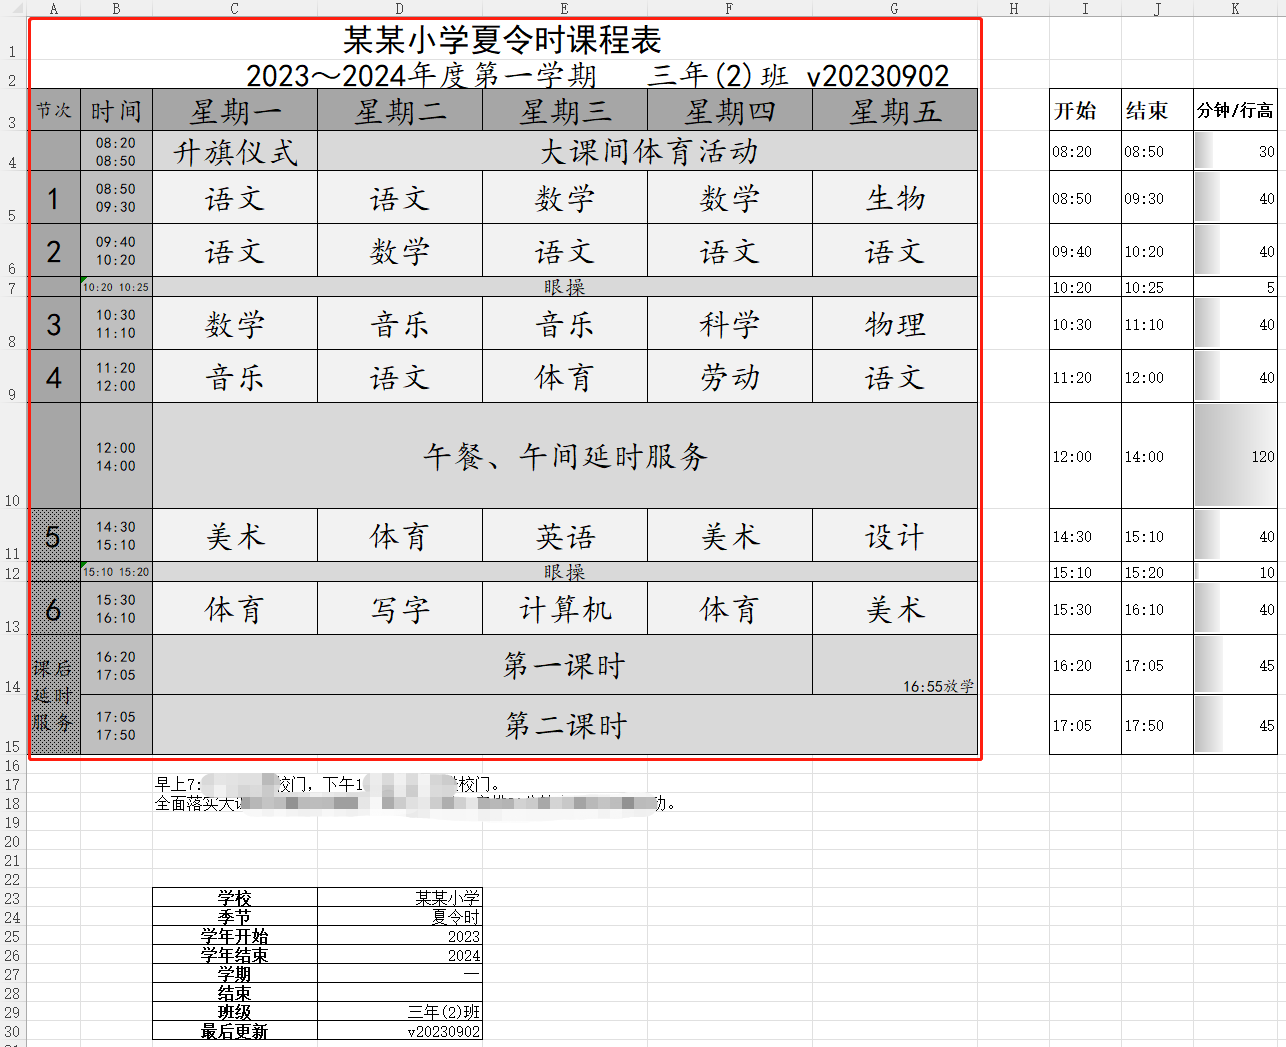 A B C D E F G H I J K
1 某某小学夏令时课程表
2 2023～2024年度第一学期 三年(2)班 v20230902
3 节次 时间 星期一 星期二 星期三 星期四 星期五 开始 结束 分钟/行高
4 08:20 08:50 升旗仪式 大课间体育活动 08:20 08:50 30
5 1 08:50 09:30 语文 语文 数学 数学 生物 08:50 09:30 40
6 2 09:40 10:20 语文 数学 语文 语文 语文 09:40 10:20 40
7 10:20 10:25 眼操 10:20 10:25 5
8 3 10:30 11:10 数学 音乐 音乐 科学 物理 10:30 11:10 40
9 4 11:20 12:00 音乐 语文 体育 劳动 语文 11:20 12:00 40
10 12:00 14:00 午餐、午间延时服务 12:00 14:00 120
11 5 14:30 15:10 美术 体育 英语 美术 设计 14:30 15:10 40
12 15:10 15:20 眼操 15:10 15:20 10
13 6 15:30 16:10 体育 写字 计算机 体育 美术 15:30 16:10 40
14 课后延时服务 16:20 17:05 第一课时 16:55放学 16:20 17:05 45
15 17:05 17:50 第二课时 17:05 17:50 45
16
17 早上7: 校门，下午1 校门。
18 全面落实大 动。
19
20
21
22
23 学校 某某小学
24 季节 夏令时
25 学年开始 2023
26 学年结束 2024
27 学期 一
28 结束
29 班级 三年(2)班
30 最后更新 v20230902